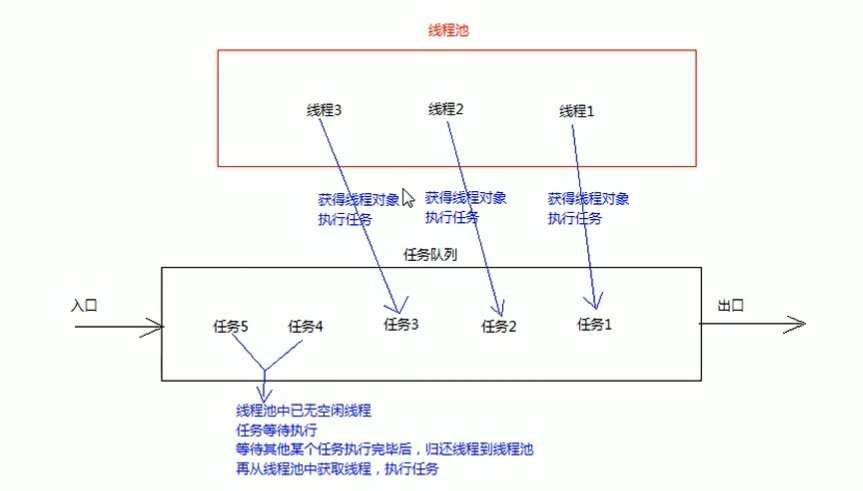 线程池
线程3
线程2
线程1
获得线程对象
执行任务
获得线程对象
执行任务
获得线程对象
执行任务
任务队列
入口
出口
任务5
任务4
任务3
任务2
任务1
线程池中已无空闲线程
任务等待执行
等待其他某个任务执行完毕后，归还线程到线程池
再从线程池中获取线程，执行任务